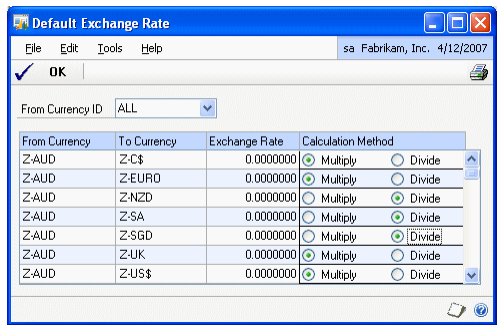 Default Exchange Rate
File Edit Tools Help sa Fabrikam, Inc. 4/12/2007
OK
From Currency ID ALL
From Currency To Currency Exchange Rate Calculation Method
Z-AUD Z-C$ 0.0000000 Multiply Divide
Z-AUD Z-EURO 0.0000000 Multiply Divide
Z-AUD Z-NZD 0.0000000 Multiply Divide
Z-AUD Z-SA 0.0000000 Multiply Divide
Z-AUD Z-SGD 0.0000000 Multiply Divide
Z-AUD Z-UK 0.0000000 Multiply Divide
Z-AUD Z-US$ 0.0000000 Multiply Divide